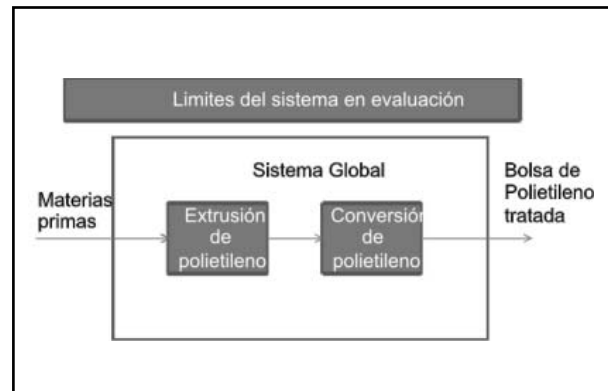 Limites del sistema en evaluación
Sistema Global
Materias
primas
Extrusión
de
polietileno
Conversión
de
polietileno
Bolsa de
Polietileno
tratada